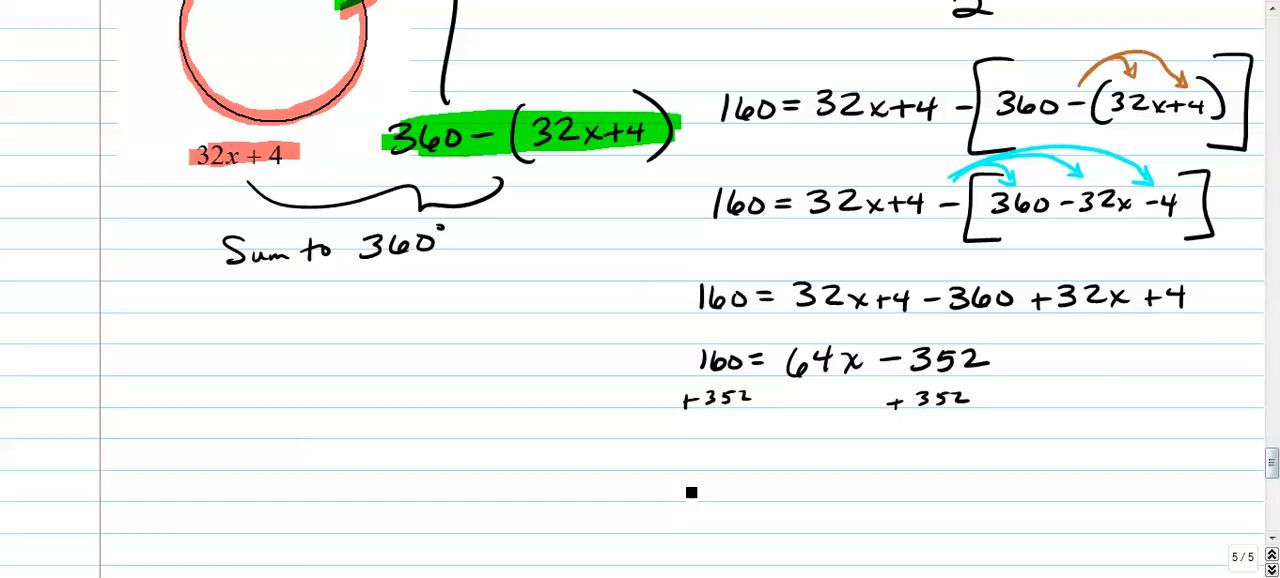 2
160 = 32x+4 - [360 - (32x+4)]
360 - (32x+4)
32x + 4
160 = 32x+4 - [360 - 32x - 4]
Sum to 360°
160 = 32x+4 - 360 + 32x + 4
160 = 64x - 352
+352 + 352
5 / 5